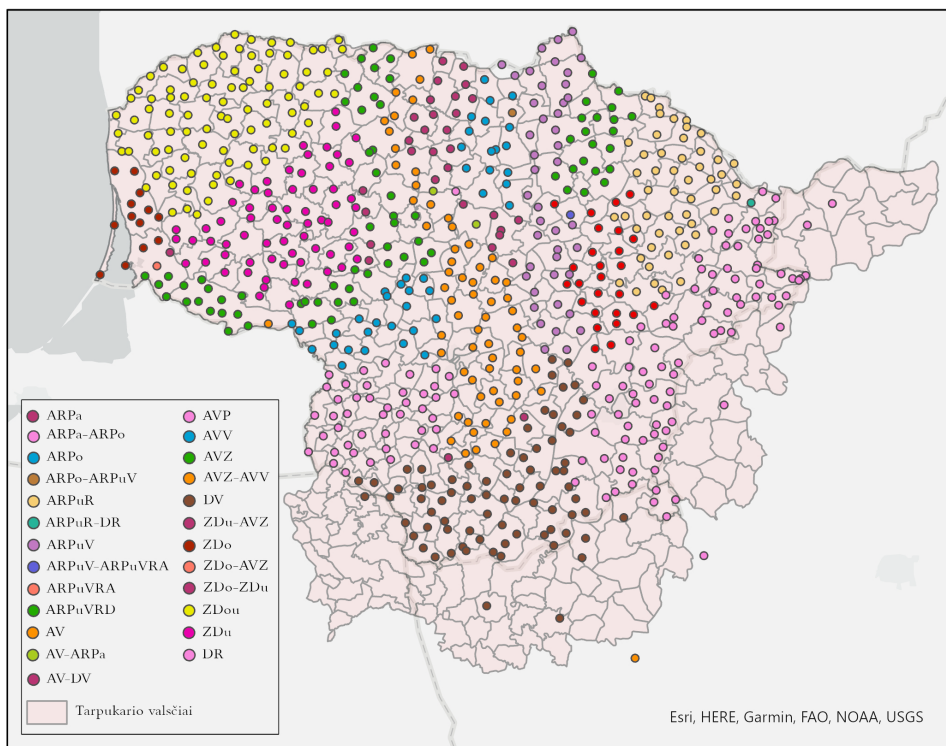 ARPa
ARPa-ARPo
ARPo
ARPo-ARPuV
ARPuR
ARPuR-DR
ARPuV
ARPuV-ARPuVRA
ARPuVRA
ARPuVRD
AV
AV-ARPa
AV-DV
AVP
AVV
AVZ
AVZ-AVV
DV
ZDu-AVZ
ZDo
ZDo-AVZ
ZDo-ZDu
ZDou
ZDu
DR
Tarpukario valsčiai
Esri, HERE, Garmin, FAO, NOAA, USGS